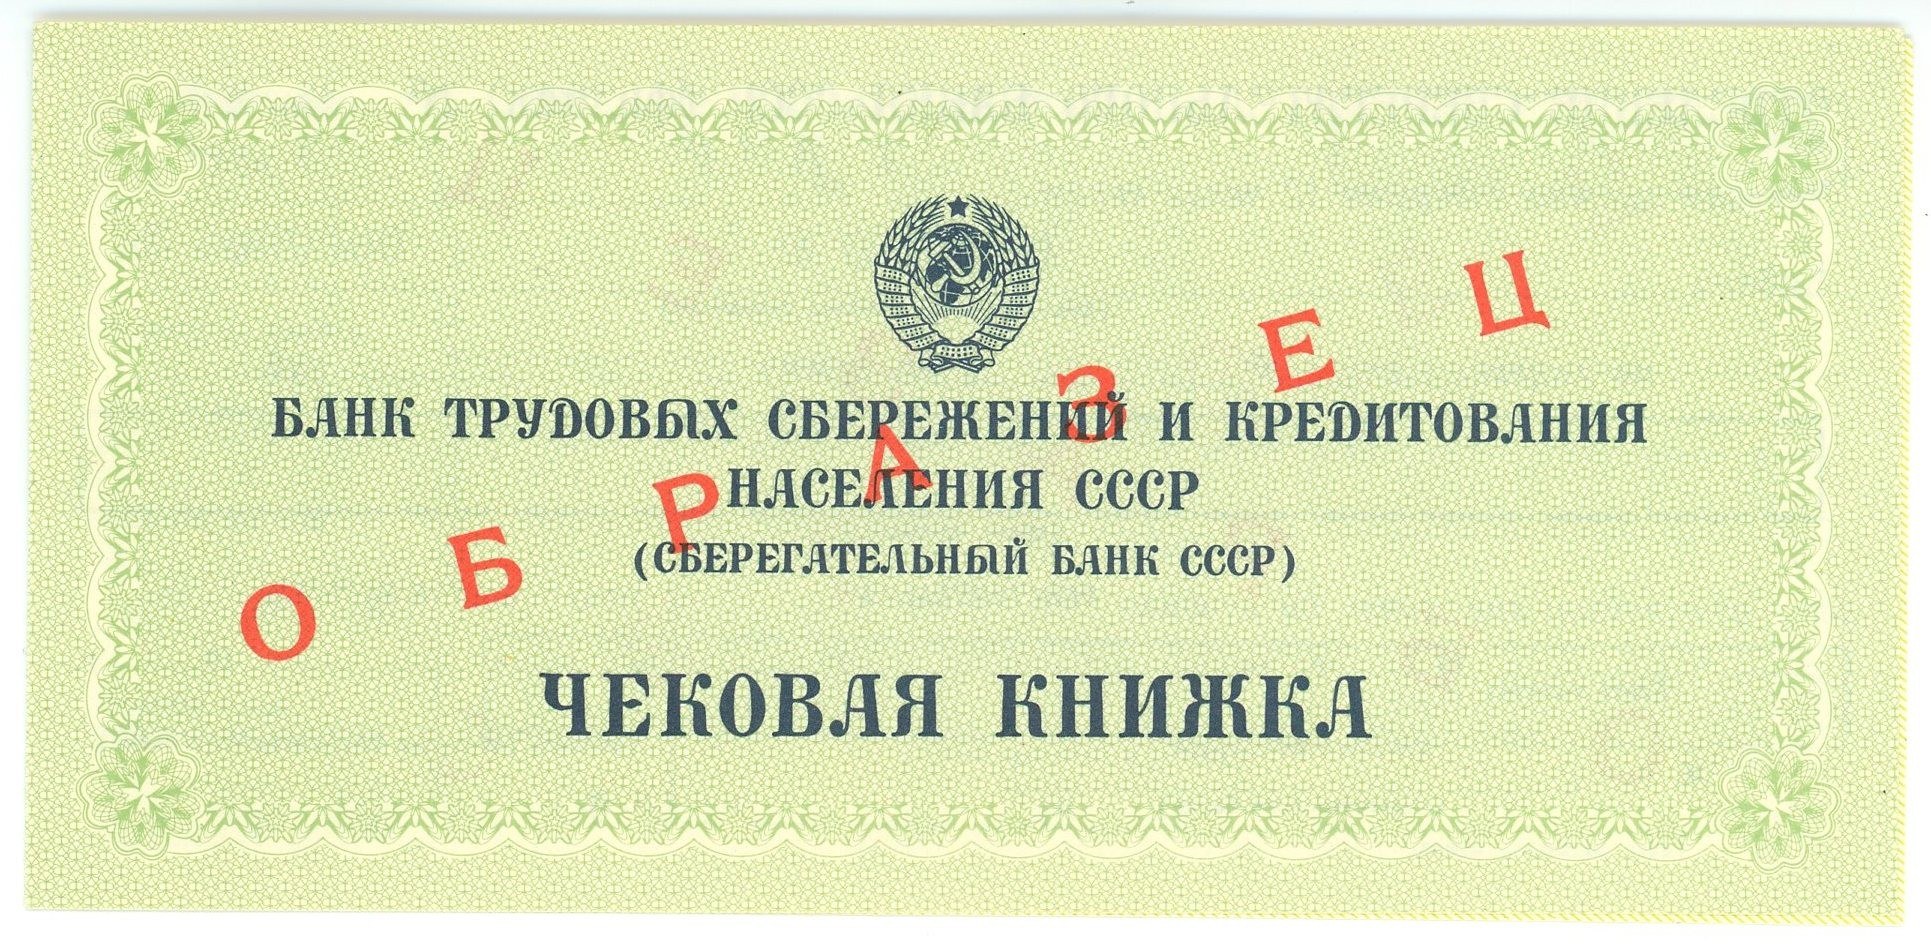 БАНК ТРУДОВЫХ СБЕРЕЖЕНИЙ И КРЕДИТОВАНИЯ
НАСЕЛЕНИЯ СССР
(СБЕРЕГАТЕЛЬНЫЙ БАНК СССР)
ЧЕКОВАЯ КНИЖКА
ОБРАЗЕЦ